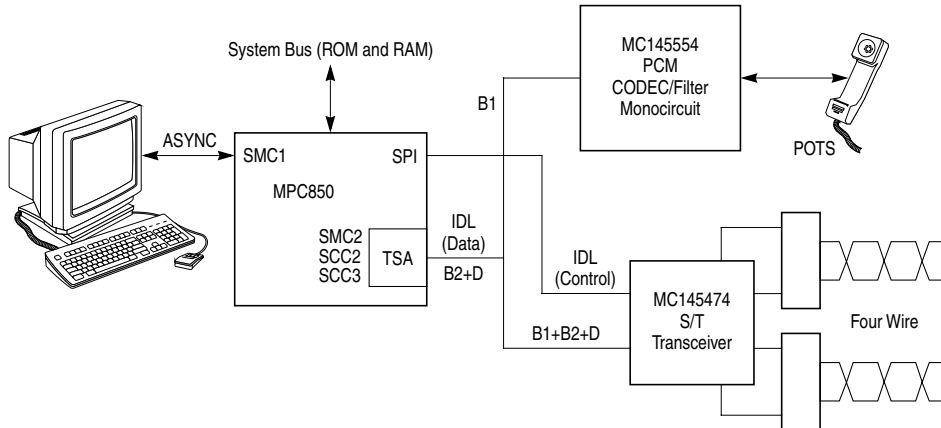 System Bus (ROM and RAM)
MC145554
PCM
CODEC/Filter
Monocircuit
B1
POTS
ASYNC
SMC1
SPI
MPC850
SMC2
SCC2
SCC3
TSA
IDL
(Data)
B2+D
IDL
(Control)
MC145474
S/T
Transceiver
Four Wire
B1+B2+D